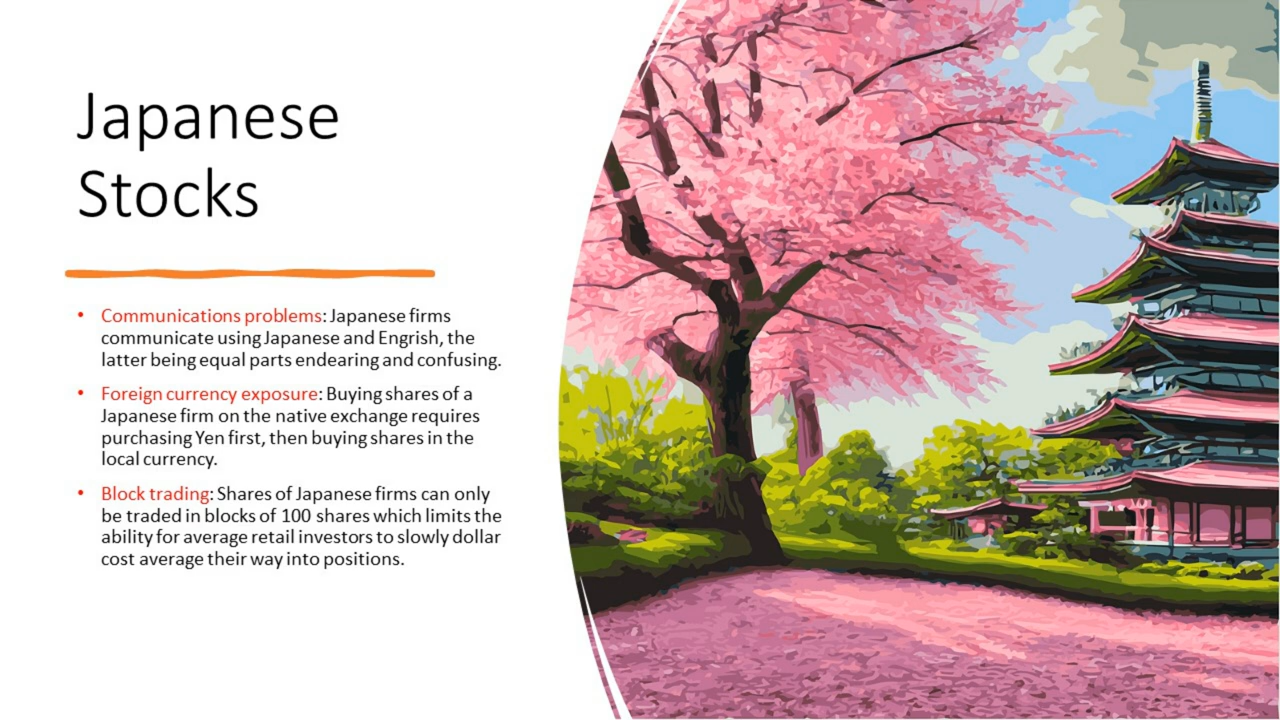 Japanese
Stocks
• Communications problems: Japanese firms
communicate using Japanese and Engrish, the
latter being equal parts endearing and confusing.
• Foreign currency exposure: Buying shares of a
Japanese firm on the native exchange requires
purchasing Yen first, then buying shares in the
local currency.
• Block trading: Shares of Japanese firms can only
be traded in blocks of 100 shares which limits the
ability for average retail investors to slowly dollar
cost average their way into positions.